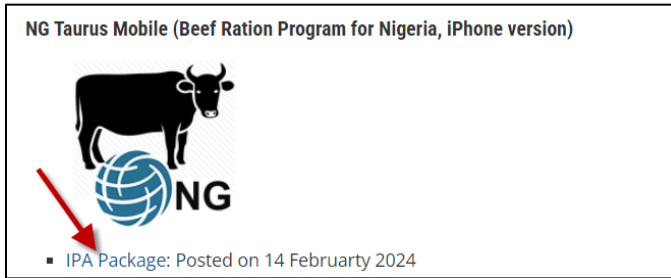 NG Taurus Mobile (Beef Ration Program for Nigeria, iPhone version)
NG
IPA Package: Posted on 14 Februarty 2024